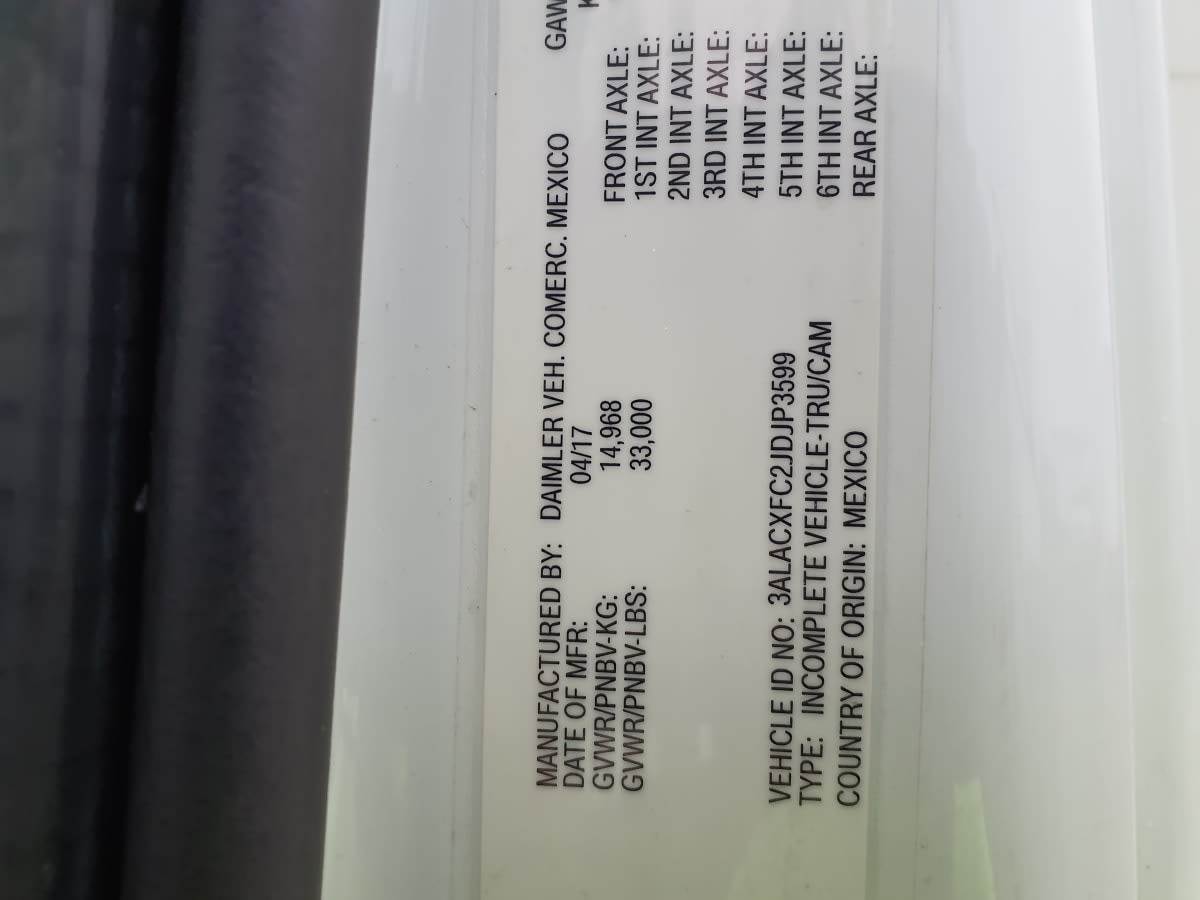 MANUFACTURED BY: DAIMLER VEH. COMERC. MEXICO
DATE OF MFR: 04/17
GVWR/PNBV-KG: 14,968
GVWR/PNBV-LBS: 33,000
VEHICLE ID NO: 3ALACXFC2JDJP3599
TYPE: INCOMPLETE VEHICLE-TRU/CAM
COUNTRY OF ORIGIN: MEXICO
GAW
K
FRONT AXLE:
1ST INT AXLE:
2ND INT AXLE:
3RD INT AXLE:
4TH INT AXLE:
5TH INT AXLE:
6TH INT AXLE:
REAR AXLE: